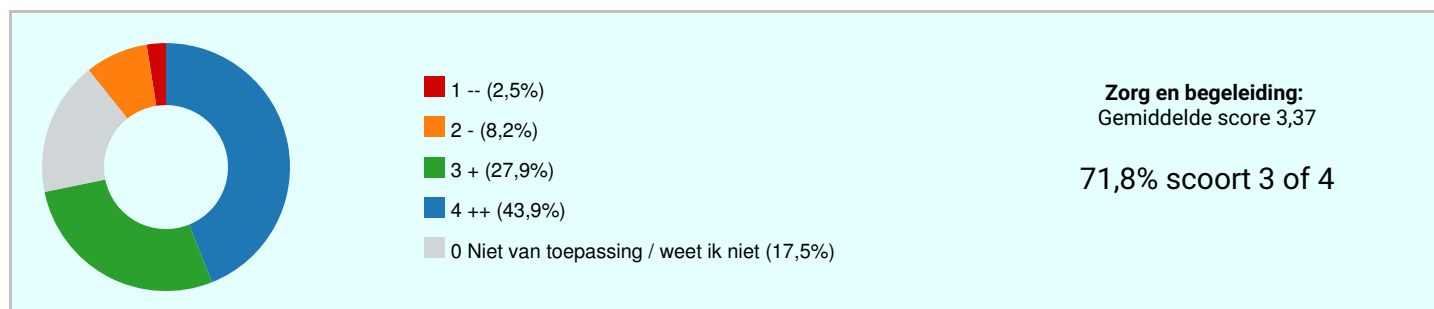 1 -- (2,5%)
2 - (8,2%)
3 + (27,9%)
4 ++ (43,9%)
0 Niet van toepassing / weet ik niet (17,5%)
Zorg en begeleiding:
Gemiddelde score 3,37
71,8% scoort 3 of 4